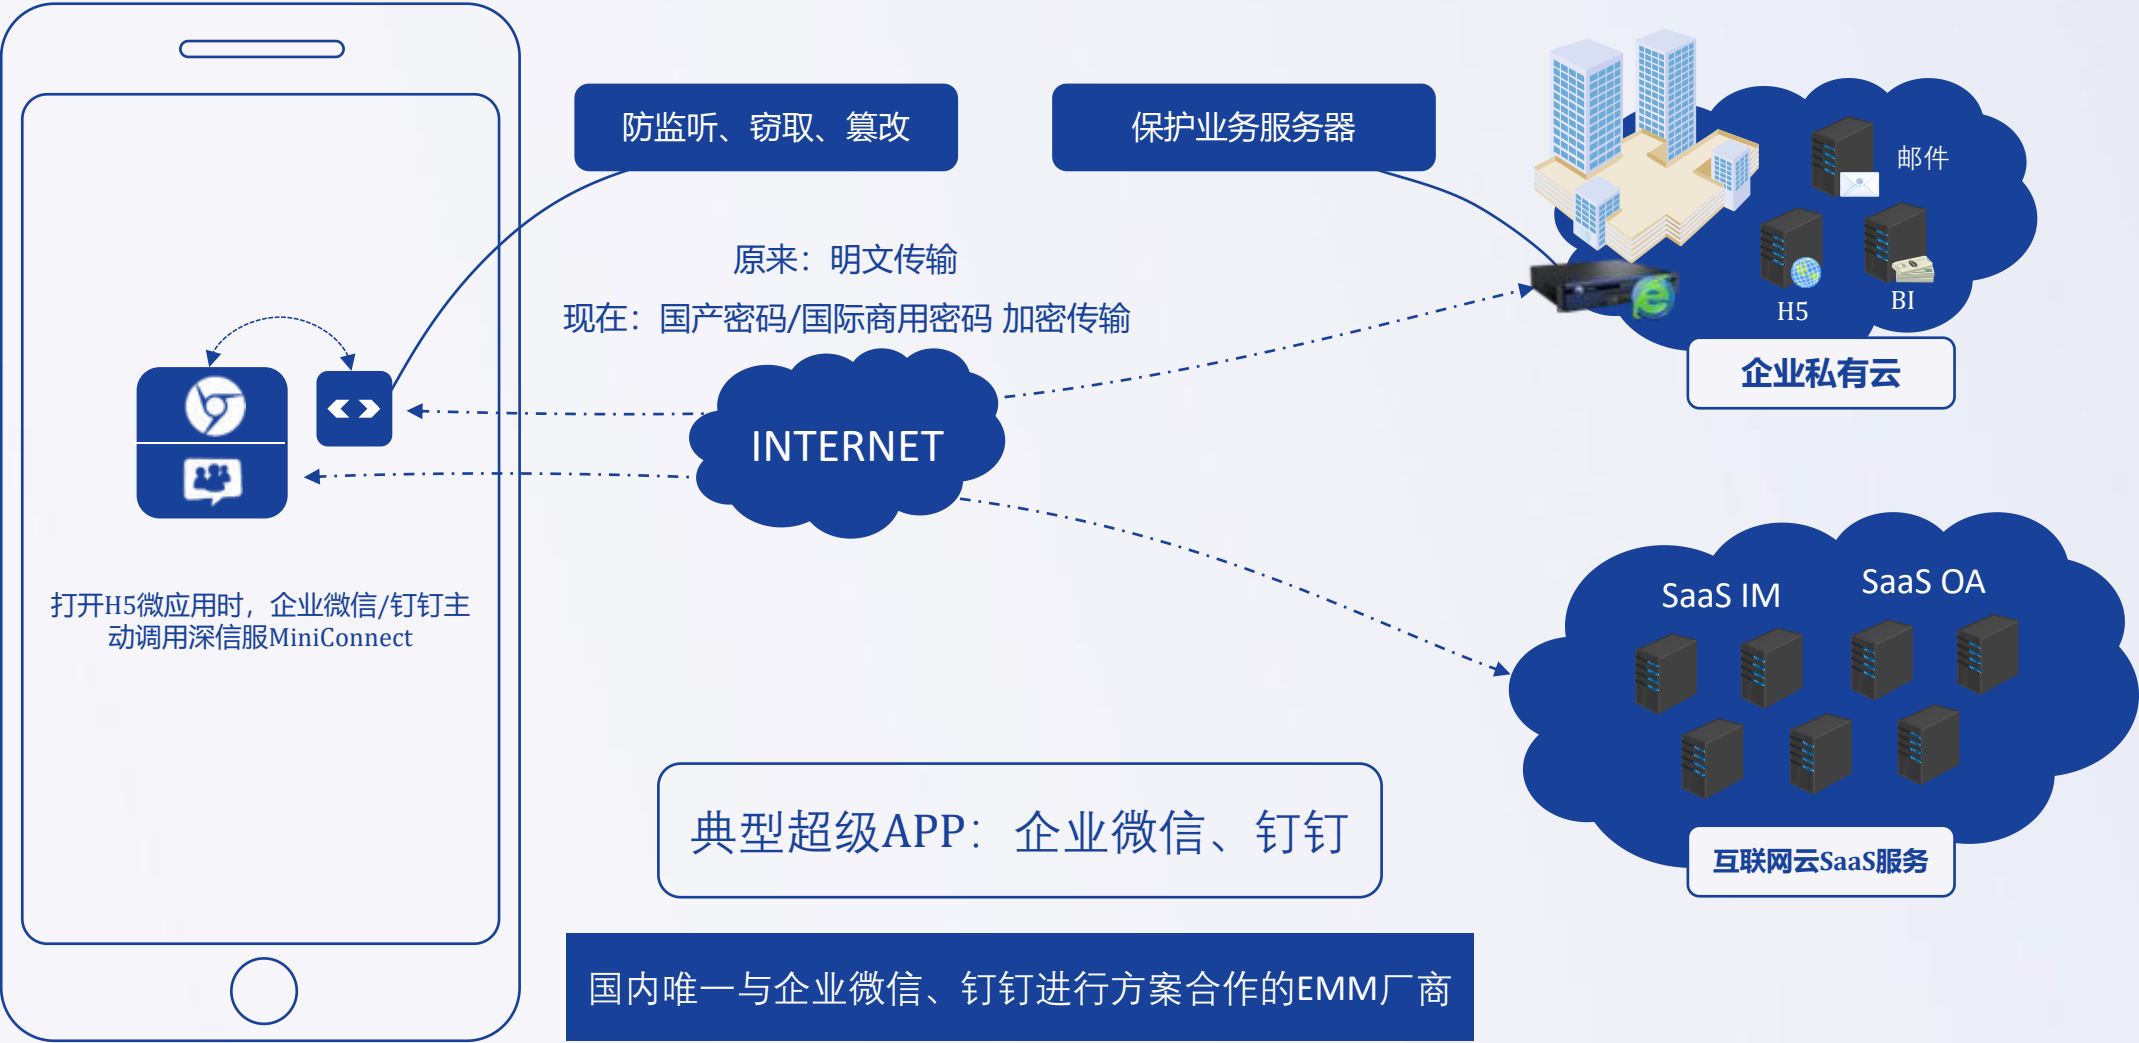 防监听、窃取、篡改
保护业务服务器
邮件
H5
BI
企业私有云
原来：明文传输
现在：国产密码/国际商用密码 加密传输
INTERNET
打开H5微应用时，企业微信/钉钉主
动调用深信服MiniConnect
SaaS IM
SaaS OA
互联网云SaaS服务
典型超级APP：企业微信、钉钉
国内唯一与企业微信、钉钉进行方案合作的EMM厂商